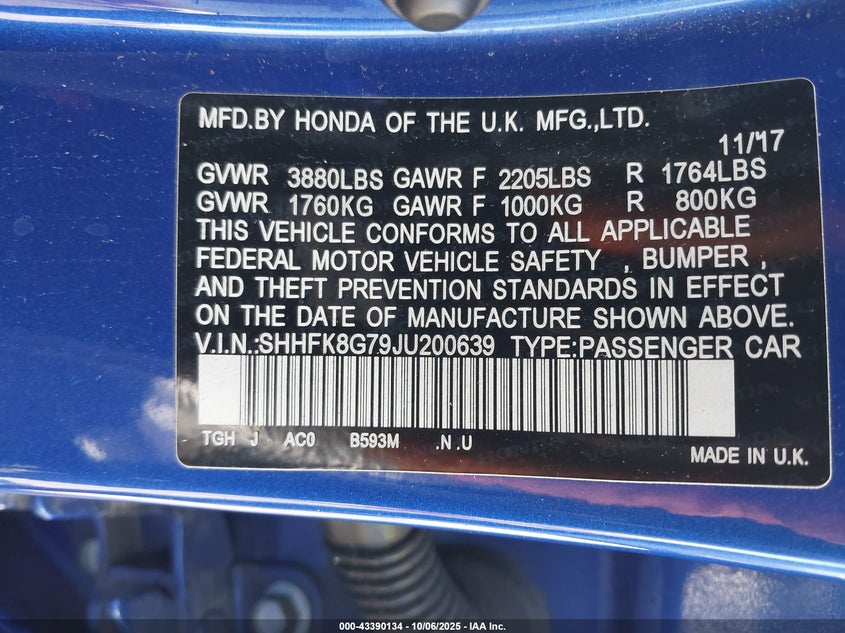 MFD.BY HONDA OF THE U.K. MFG.,LTD.
11/17
GVWR 3880LBS GAWR F 2205LBS R 1764LBS
GVWR 1760KG GAWR F 1000KG R 800KG
THIS VEHICLE CONFORMS TO ALL APPLICABLE
FEDERAL MOTOR VEHICLE SAFETY , BUMPER ,
AND THEFT PREVENTION STANDARDS IN EFFECT
ON THE DATE OF MANUFACTURE SHOWN ABOVE.
V.I.N.:SHHFK8G79JU200639 TYPE:PASSENGER CAR
TGH J AC0 B593M .N .U
MADE IN U.K.
000-43390134 - 10/06/2025 - IAA Inc.